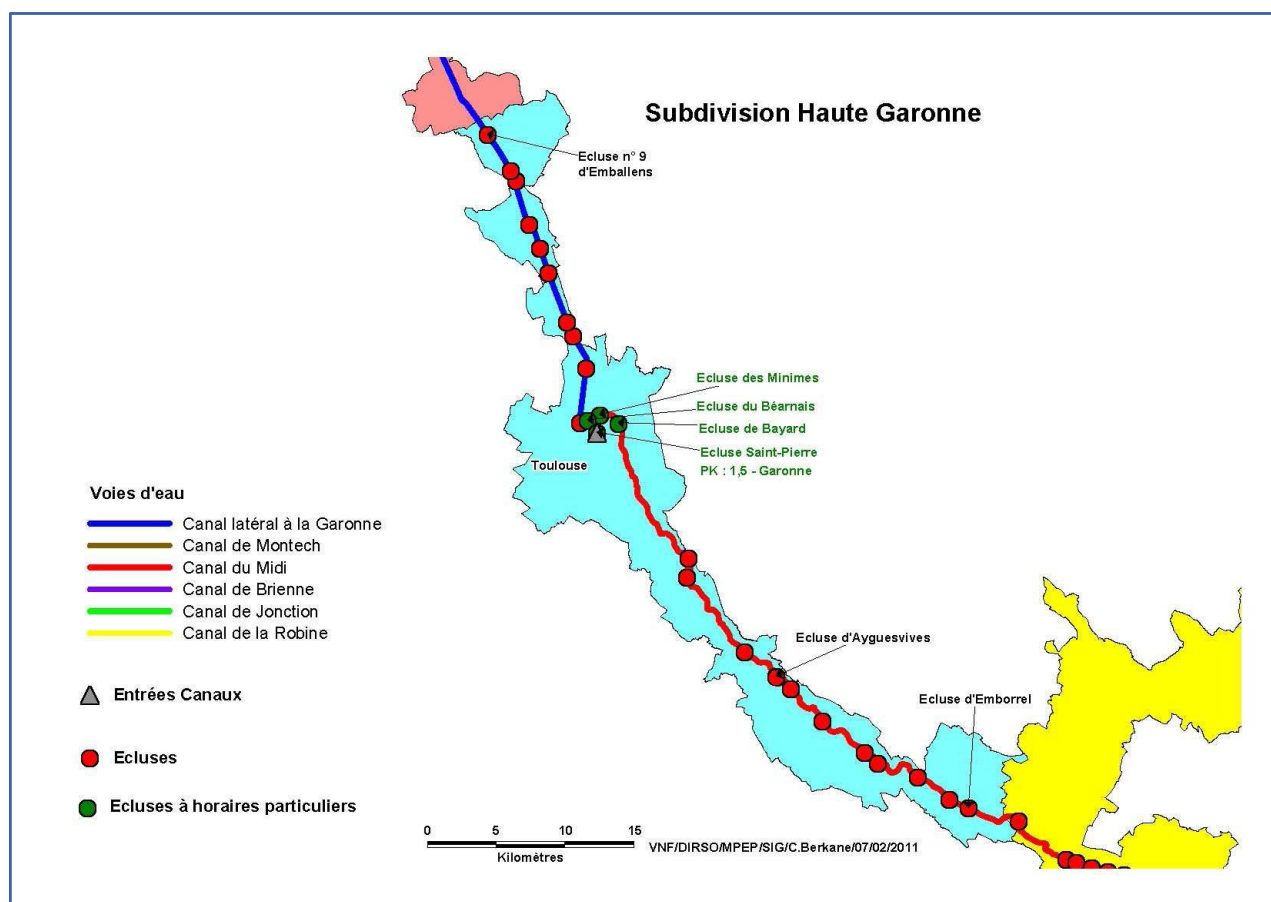 Subdivision Haute Garonne
Ecluse n° 9
d'Emballens
Ecluse des Minimes
Ecluse du Béarnais
Ecluse de Bayard
Ecluse Saint-Pierre
PK : 1,5 - Garonne
Toulouse
Voies d'eau
Canal latéral à la Garonne
Canal de Montech
Canal du Midi
Canal de Brienne
Canal de Jonction
Canal de la Robine
Ecluse d'Ayguesvives
Ecluse d'Emborrel
Entrées Canaux
Ecluses
Ecluses à horaires particuliers
0 5 10 15
Kilomètres
VNF/DIRSO/MPEP/SIG/C.Berkane/07/02/2011